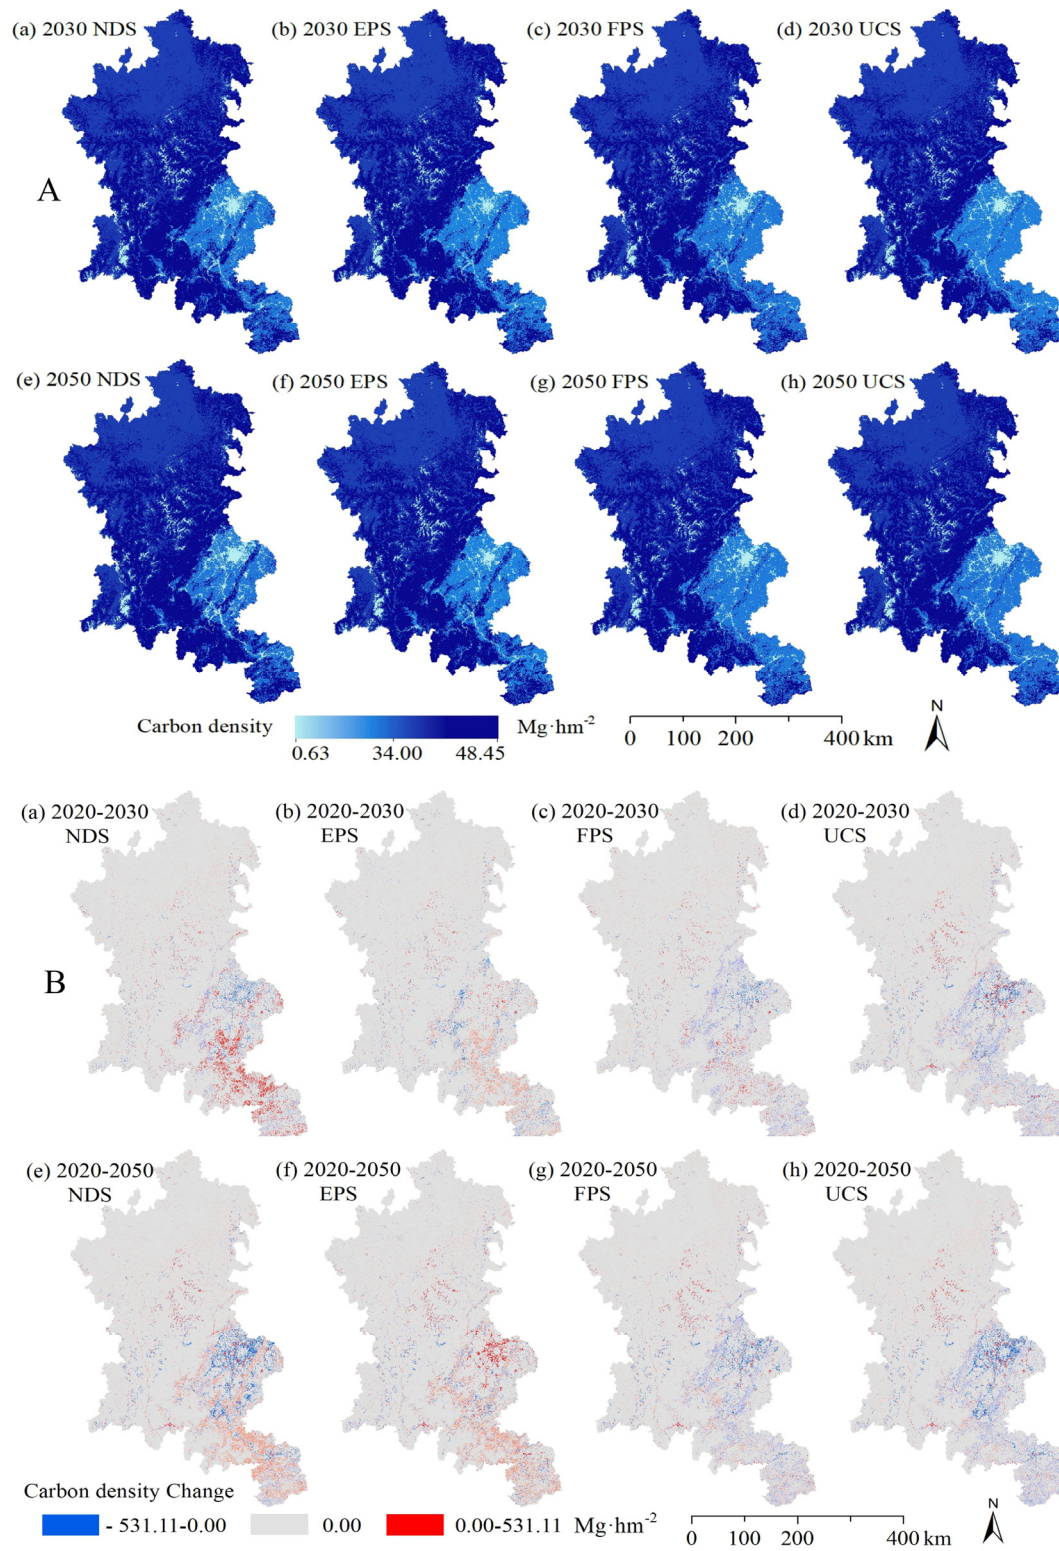 (a) 2030 NDS
(b) 2030 EPS
(c) 2030 FPS
(d) 2030 UCS
A
(e) 2050 NDS
(f) 2050 EPS
(g) 2050 FPS
(h) 2050 UCS
Carbon density
Mg·hm⁻²
0.63 34.00 48.45
0 100 200 400 km
N
(a) 2020-2030
NDS
(b) 2020-2030
EPS
(c) 2020-2030
FPS
(d) 2020-2030
UCS
B
(e) 2020-2050
NDS
(f) 2020-2050
EPS
(g) 2020-2050
FPS
(h) 2020-2050
UCS
Carbon density Change
- 531.11-0.00 0.00 0.00-531.11 Mg·hm⁻²
0 100 200 400 km
N